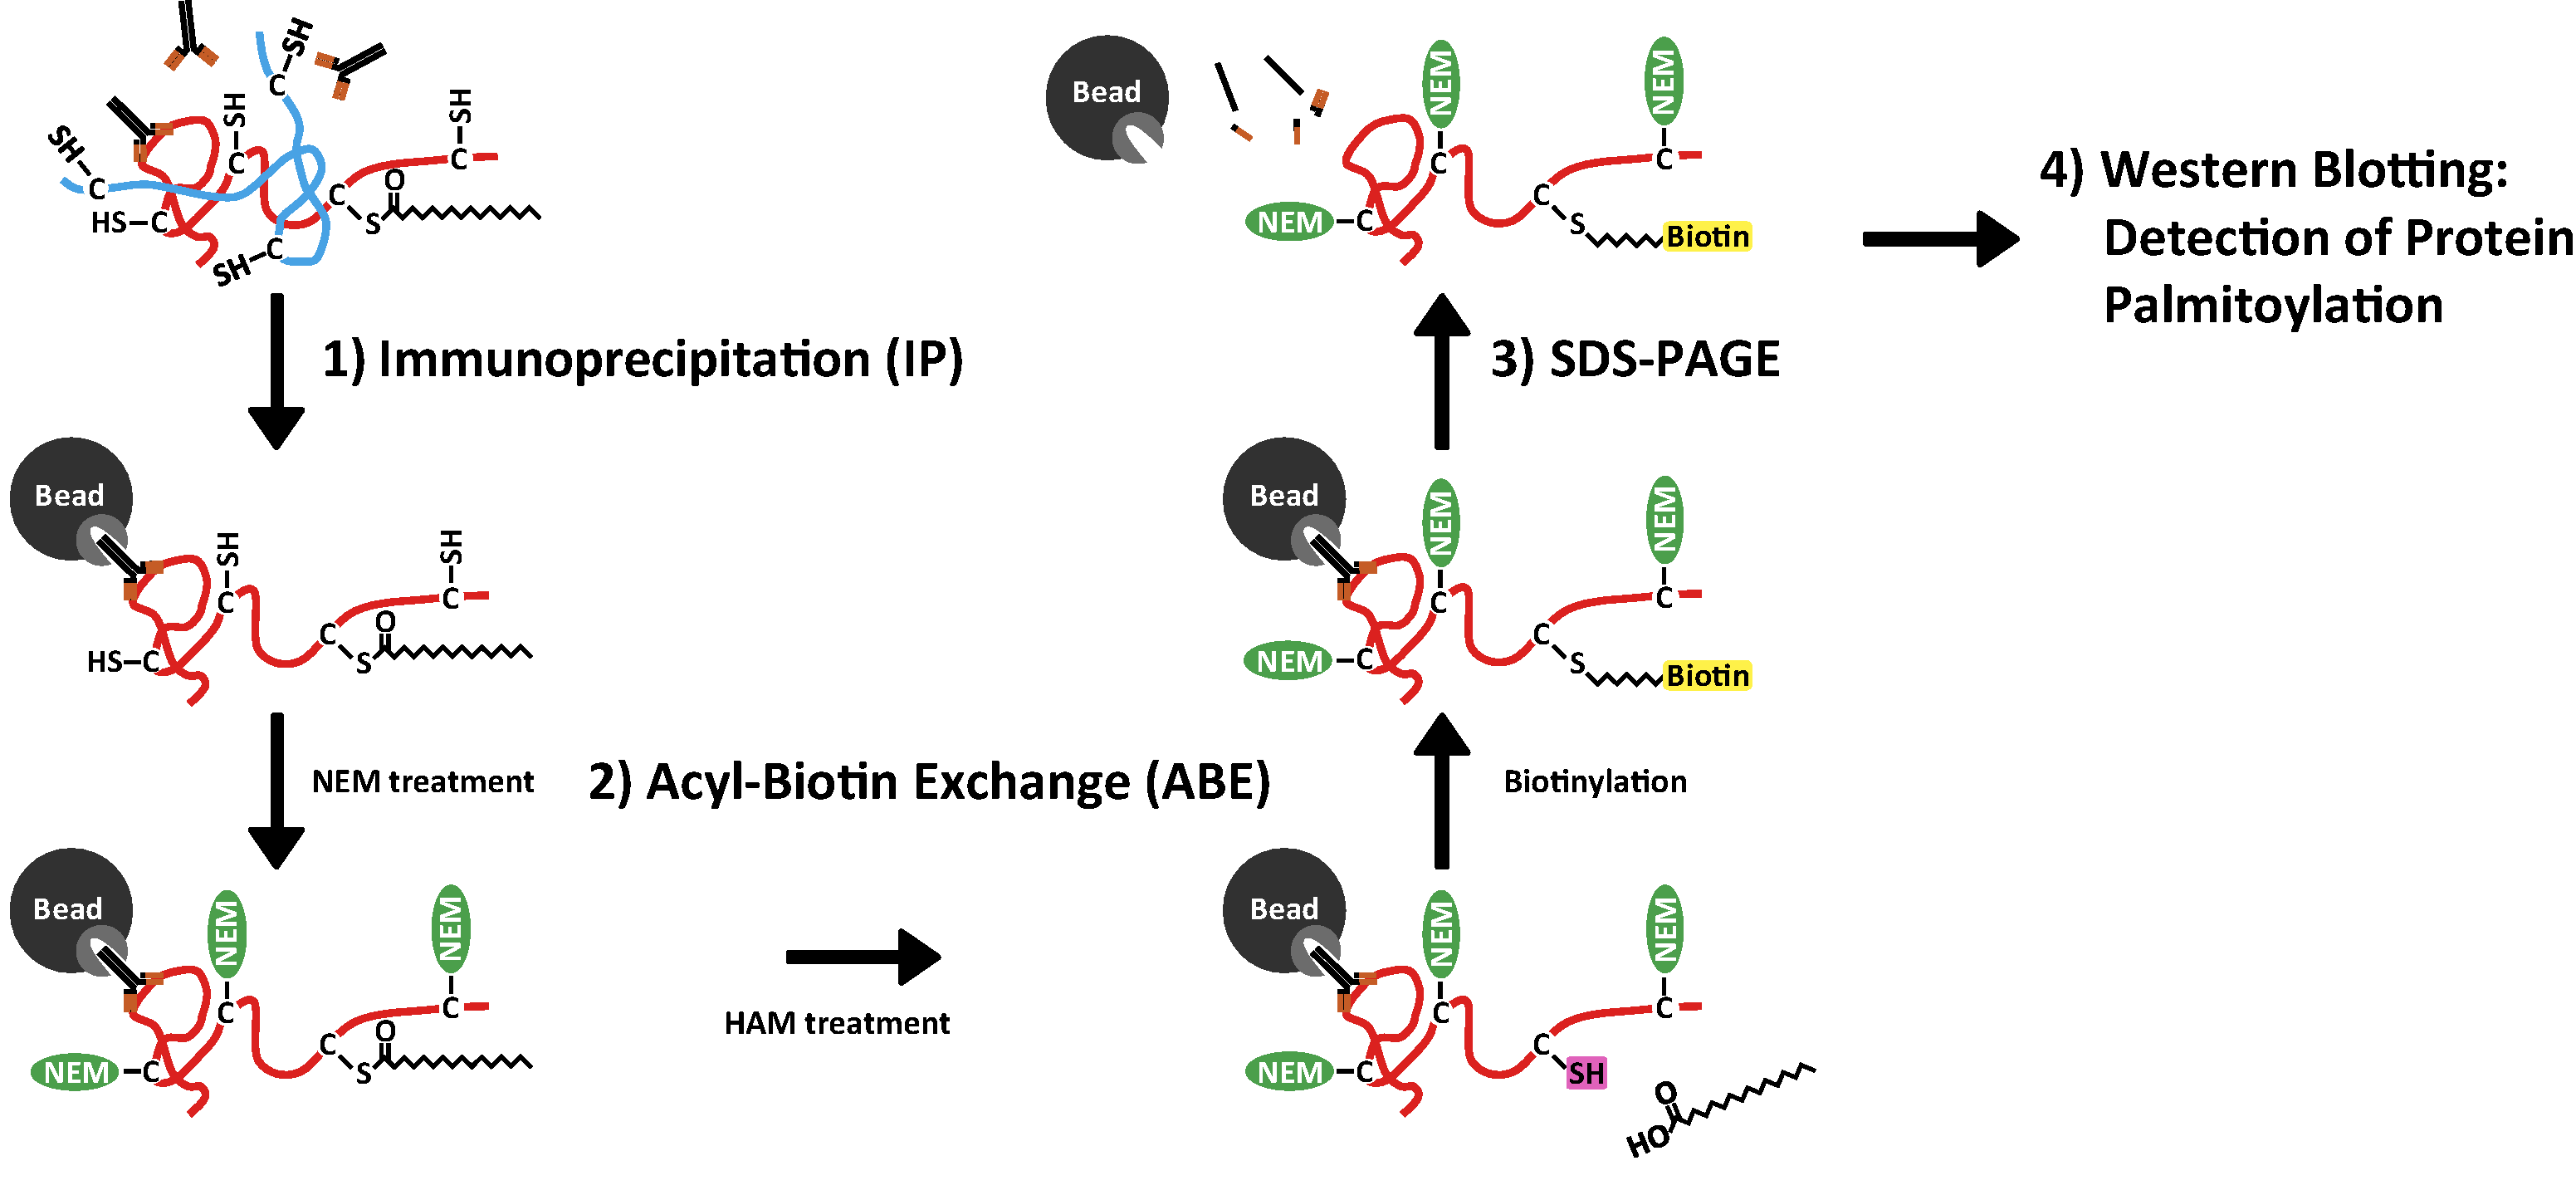 SH
SH
SH
SH
C
C
C
C
O
HS–C
C
S
SH–C
1) Immunoprecipitation (IP)
Bead
SH
SH
C
C
O
C
HS–C
S
NEM treatment
2) Acyl-Biotin Exchange (ABE)
Bead
NEM
NEM
C
C
O
C
NEM–C
S
HAM treatment
Bead
NEM
NEM
C
C
C
NEM–C
SH
O
HO
Biotinylation
Bead
NEM
NEM
C
C
C
NEM–C
S
Biotin
3) SDS-PAGE
Bead
NEM
NEM
C
C
C
NEM–C
S
Biotin
4) Western Blotting:
Detection of Protein
Palmitoylation